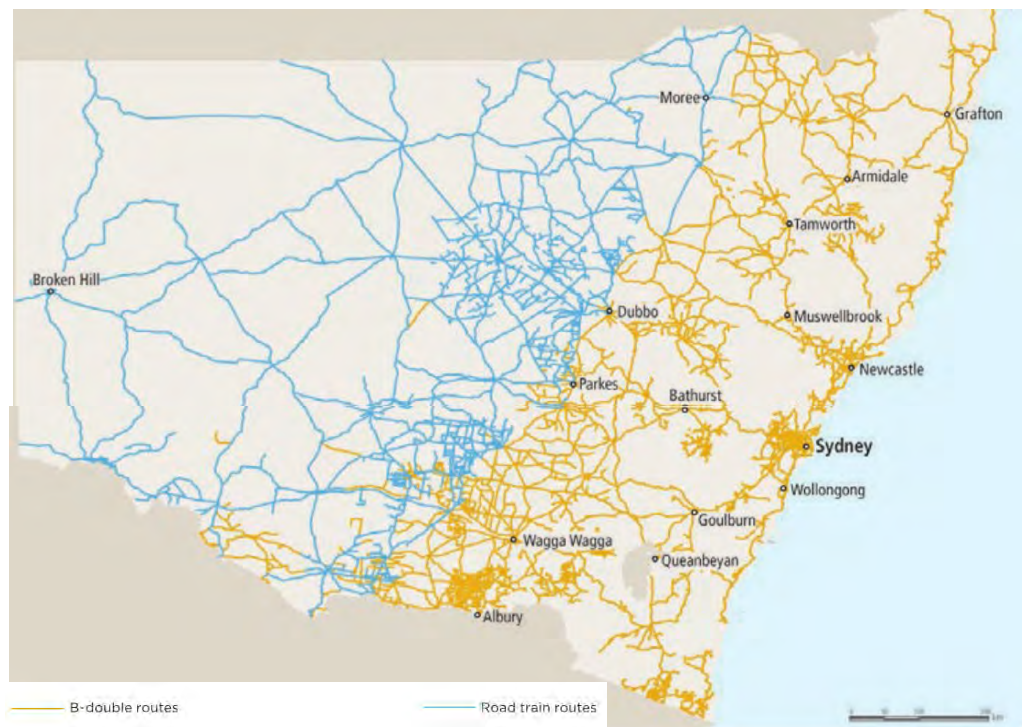 Moree
Grafton
Armidale
Tamworth
Broken Hill
Dubbo
Muswellbrook
Newcastle
Parkes
Bathurst
Sydney
Wollongong
Goulburn
Wagga Wagga
Queanbeyan
Albury
B-double routes
Road train routes